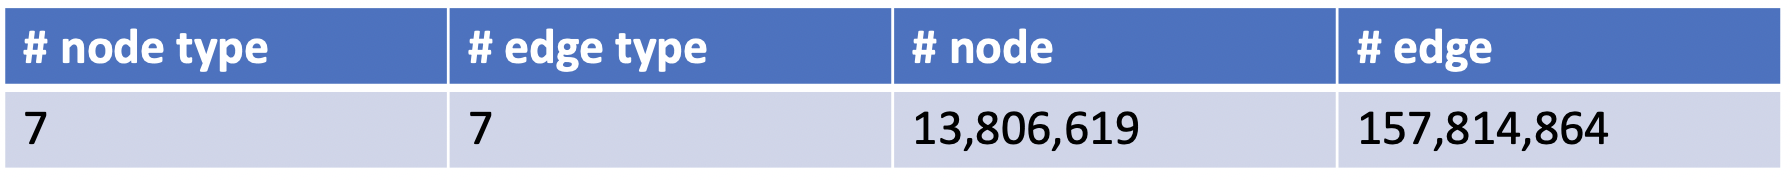 # node type # edge type # node # edge
7 7 13,806,619 157,814,864